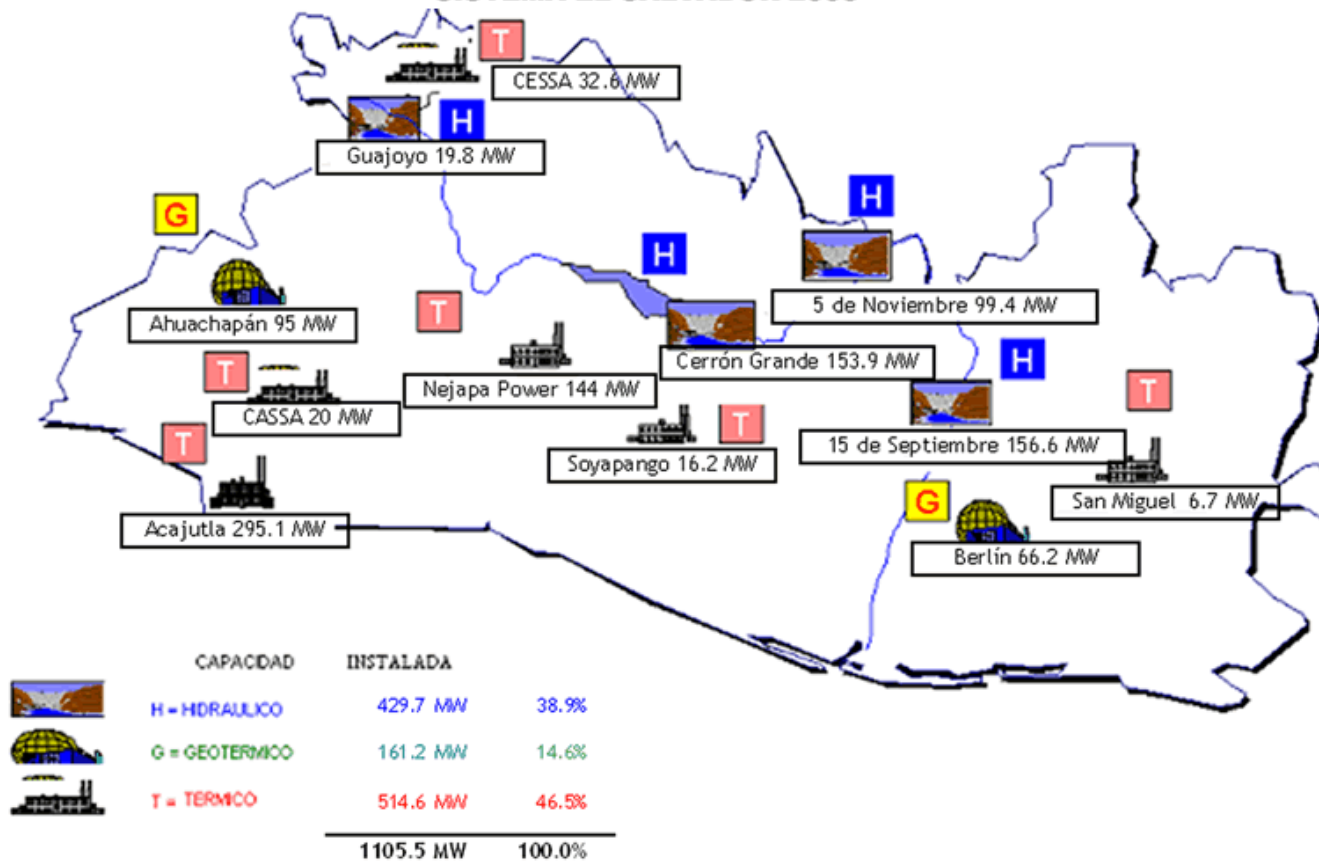 T
CESSA 32.6 MW
H
Guajoyo 19.8 MW
G
H
H
Ahuachapán 95 MW
T
5 de Noviembre 99.4 MW
Cerrón Grande 153.9 MW
Nejapa Power 144 MW
H
T
CASSA 20 MW
T
T
T
15 de Septiembre 156.6 MW
Soyapango 16.2 MW
San Miguel 6.7 MW
Acajutla 295.1 MW
G
Berlín 66.2 MW
CAPACIDAD INSTALADA
H = HIDRAULICO 429.7 MW 38.9%
G = GEOTERMICO 161.2 MW 14.6%
T = TERMICO 514.6 MW 46.5%
1105.5 MW 100.0%